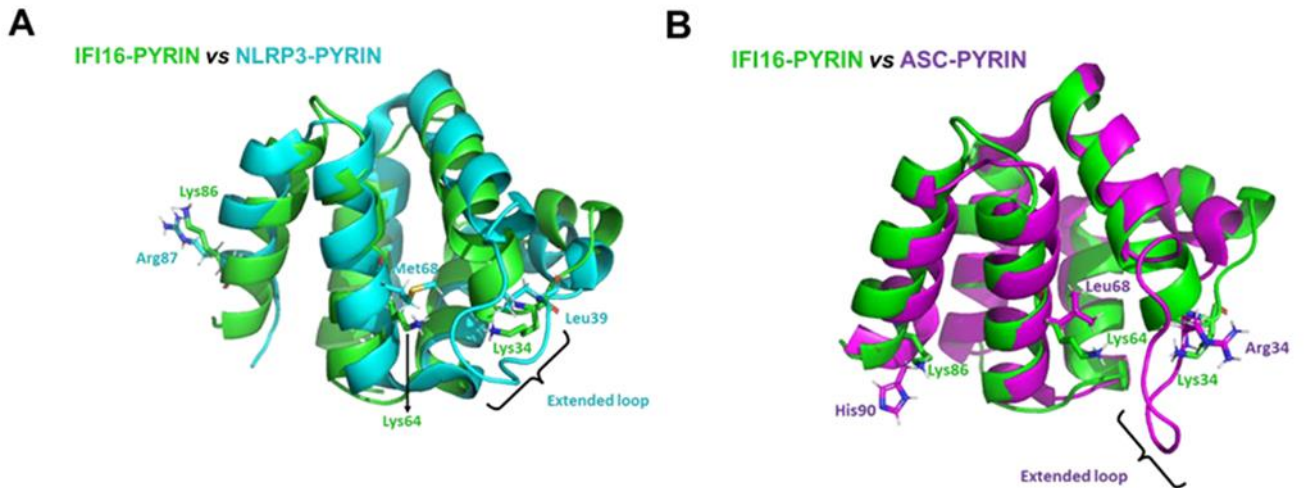 A
IFI16-PYRIN vs NLRP3-PYRIN
Lys86
Arg87
Met68
Leu39
Lys34
Extended loop
Lys64
B
IFI16-PYRIN vs ASC-PYRIN
Leu68
Lys64
Arg34
Lys86
Lys34
His90
Extended loop